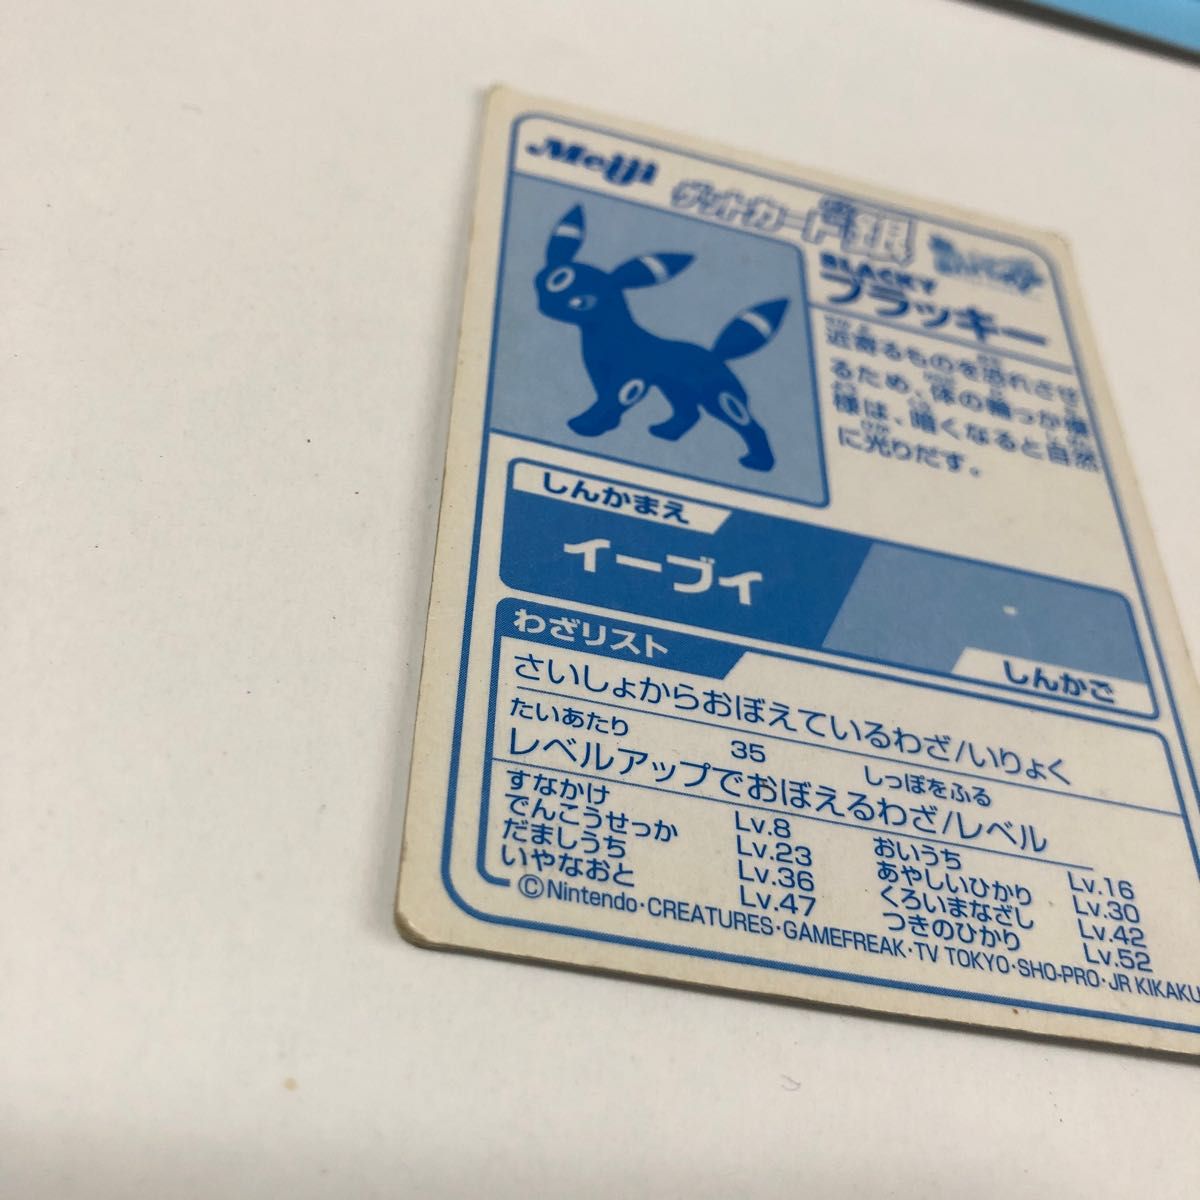 Meiji
ゲットカード 金銀
BLACKY
ブラッキー
近寄るものを恐れさせ
るため、体の輪っか模
様は、暗くなると自然
に光りだす。
しんかまえ
イーブイ
-
しんかご
わざリスト
さいしょからおぼえているわざ/いりょく
たいあたり 35 しっぽをふる
レベルアップでおぼえるわざ/レベル
すなかけ Lv.8 おいうち Lv.16
でんこうせっか Lv.23 あやしいひかり Lv.30
だましうち Lv.36 くろいまなざし Lv.42
いやなおと Lv.47 つきのひかり Lv.52
©Nintendo・CREATURES・GAMEFREAK・TV TOKYO・SHO-PRO・JR KIKAKU